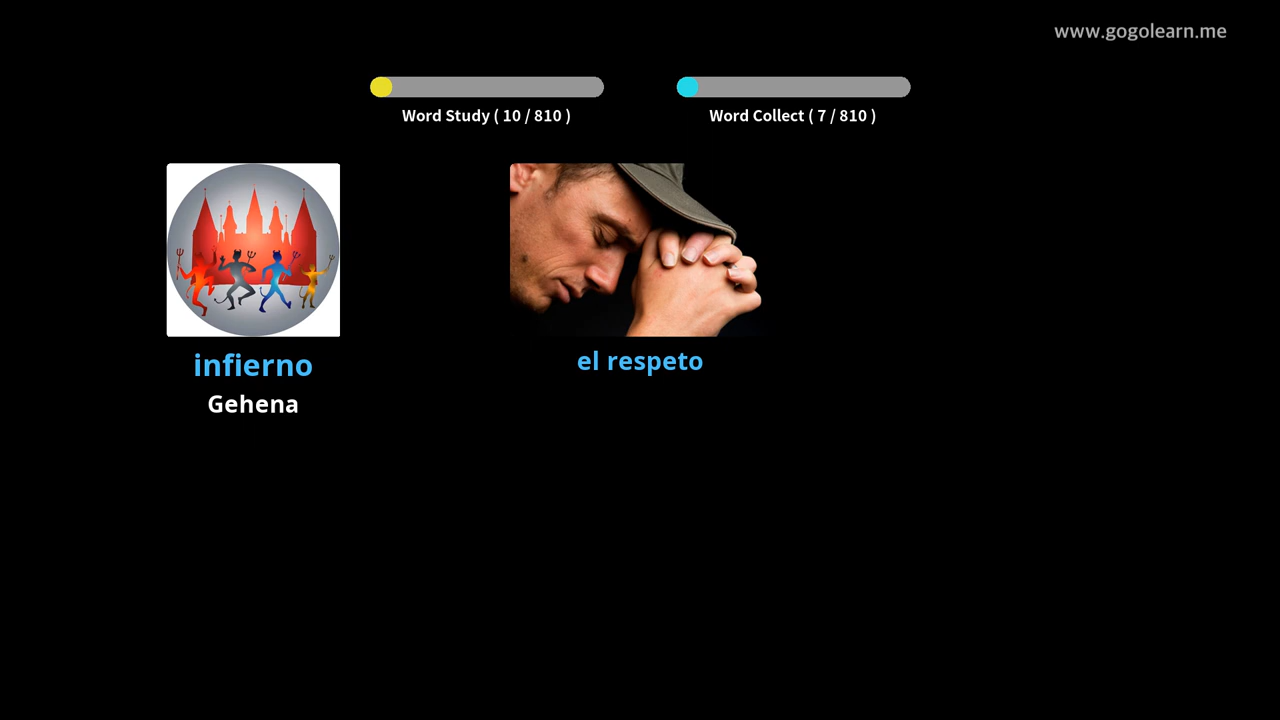 www.gogolearn.me
Word Study ( 10 / 810 )
Word Collect ( 7 / 810 )
infierno
Gehena
el respeto